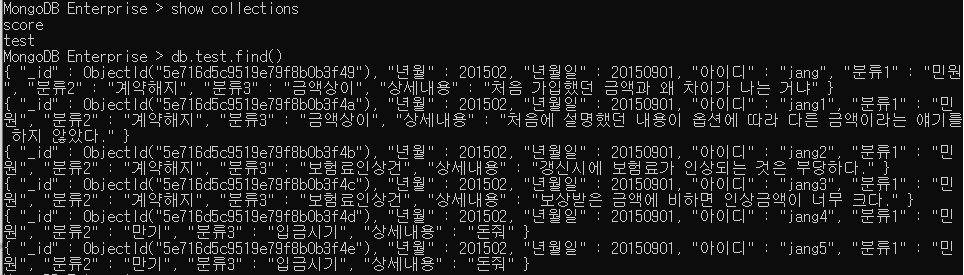 MongoDB Enterprise > show collections
score
test
MongoDB Enterprise > db.test.find()
{ "_id" : ObjectId("5e716d5c9519e79f8b0b3f49"), "년월" : 201502, "년월일" : 20150901, "아이디" : "jang", "분류1" : "민원
", "분류2" : "계약해지", "분류3" : "금액상이", "상세내용" : "처음 가입했던 금액과 왜 차이가 나는 거냐" }
{ "_id" : ObjectId("5e716d5c9519e79f8b0b3f4a"), "년월" : 201502, "년월일" : 20150901, "아이디" : "jang1", "분류1" : "민
원", "분류2" : "계약해지", "분류3" : "금액상이", "상세내용" : "처음에 설명했던 내용이 옵션에 따라 다른 금액이라는 얘기를
 하지 않았다." }
{ "_id" : ObjectId("5e716d5c9519e79f8b0b3f4b"), "년월" : 201502, "년월일" : 20150901, "아이디" : "jang2", "분류1" : "민
원", "분류2" : "계약해지", "분류3" : "보험료인상건", "상세내용" : "갱신시에 보험료가 인상되는 것은 부당하다." }
{ "_id" : ObjectId("5e716d5c9519e79f8b0b3f4c"), "년월" : 201502, "년월일" : 20150901, "아이디" : "jang3", "분류1" : "민
원", "분류2" : "계약해지", "분류3" : "보험료인상건", "상세내용" : "보상받은 금액에 비하면 인상금액이 너무 크다." }
{ "_id" : ObjectId("5e716d5c9519e79f8b0b3f4d"), "년월" : 201502, "년월일" : 20150901, "아이디" : "jang4", "분류1" : "민
원", "분류2" : "만기", "분류3" : "입금시기", "상세내용" : "돈줘" }
{ "_id" : ObjectId("5e716d5c9519e79f8b0b3f4e"), "년월" : 201502, "년월일" : 20150901, "아이디" : "jang5", "분류1" : "민
원", "분류2" : "만기", "분류3" : "입금시기", "상세내용" : "돈줘" }